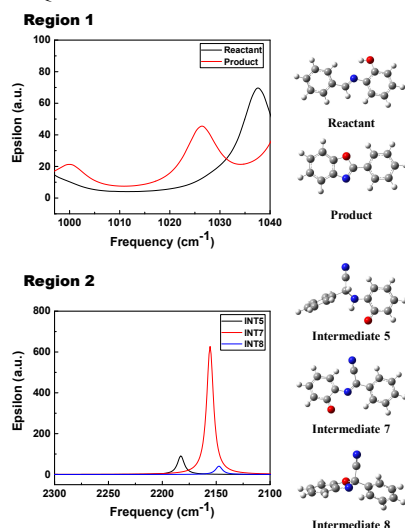 Region 1
Epsilon (a.u.)
100
80
60
40
20
0
Reactant
Product
1000
1010
1020
1030
1040
Frequency (cm-1)
Reactant
Product
Region 2
Epsilon (a.u.)
800
600
400
200
0
INT5
INT7
INT8
2300
2250
2200
2150
2100
Frequency (cm-1)
Intermediate 5
Intermediate 7
Intermediate 8